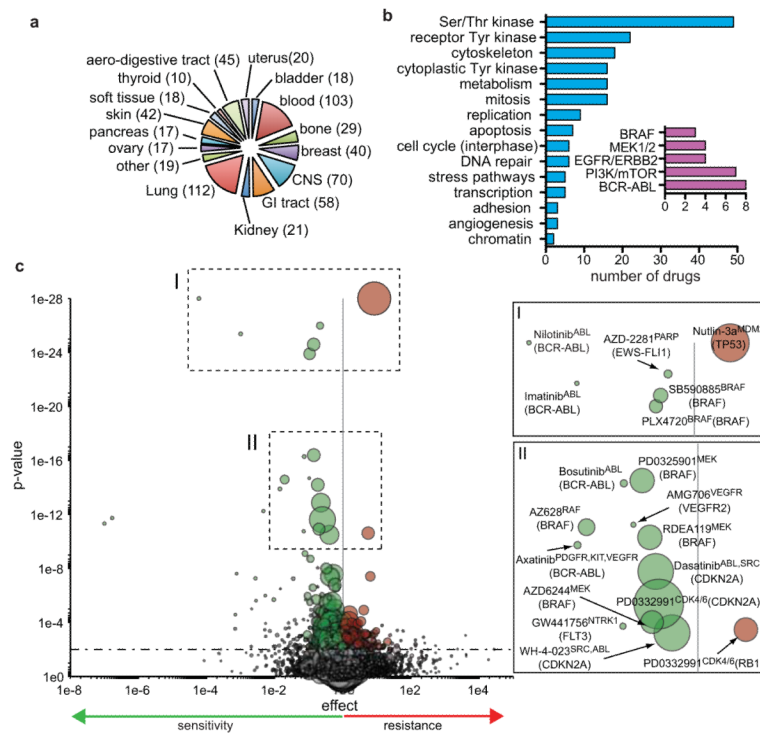 a
aero-digestive tract (45)
uterus(20)
thyroid (10)
bladder (18)
soft tissue (18)
blood (103)
skin (42)
pancreas (17)
bone (29)
ovary (17)
breast (40)
other (19)
CNS (70)
Lung (112)
GI tract (58)
Kidney (21)
b
Ser/Thr kinase
receptor Tyr kinase
cytoskeleton
cytoplastic Tyr kinase
metabolism
mitosis
replication
apoptosis
cell cycle (interphase)
DNA repair
stress pathways
transcription
adhesion
angiogenesis
chromatin
0 10 20 30 40 50
number of drugs
BRAF
MEK1/2
EGFR/ERBB2
PI3K/mTOR
BCR-ABL
0 2 4 6 8
c
I
II
1e-28
1e-24
1e-20
1e-16
1e-12
1e-8
1e-4
1e0
p-value
1e-8 1e-6 1e-4 1e-2 1e0 1e2 1e4
effect
sensitivity resistance
I
Nilotinib^ABL
(BCR-ABL)
AZD-2281^PARP
(EWS-FLI1)
Nutlin-3a^MDM
(TP53)
Imatinib^ABL
(BCR-ABL)
SB590885^BRAF
(BRAF)
PLX4720^BRAF(BRAF)
II
Bosutinib^ABL
(BCR-ABL)
PD0325901^MEK
(BRAF)
AMG706^VEGFR
(VEGFR2)
AZ628^RAF
(BRAF)
RDEA119^MEK
(BRAF)
Axatinib^PDGFR,KIT,VEGFR
(BCR-ABL)
Dasatinib^ABL,SRC
(CDKN2A)
AZD6244^MEK
(BRAF)
PD0332991^CDK4/6(CDKN2A)
GW441756^NTRK1
(FLT3)
WH-4-023^SRC,ABL
(CDKN2A)
PD0332991^CDK4/6(RB1